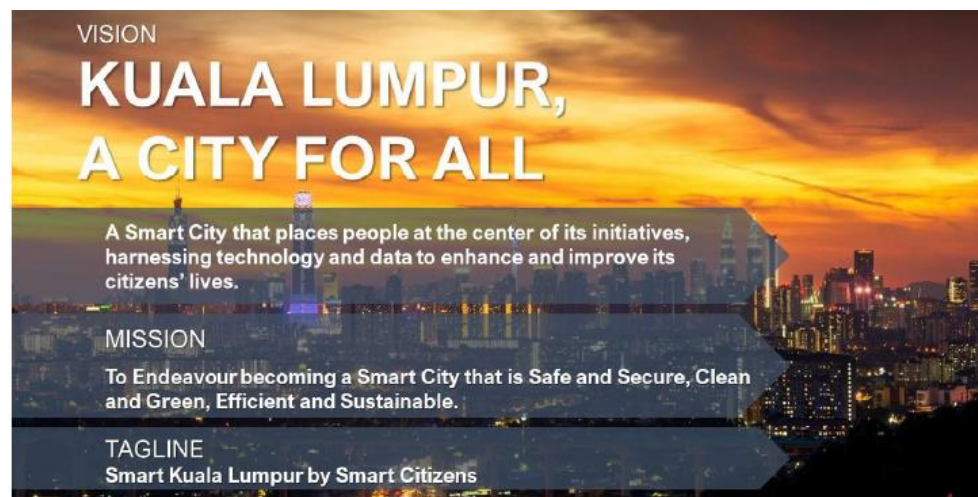 VISION
KUALA LUMPUR,
A CITY FOR ALL
A Smart City that places people at the center of its initiatives,
harnessing technology and data to enhance and improve its
citizens' lives.
MISSION
To Endeavour becoming a Smart City that is Safe and Secure, Clean
and Green, Efficient and Sustainable.
TAGLINE
Smart Kuala Lumpur by Smart Citizens